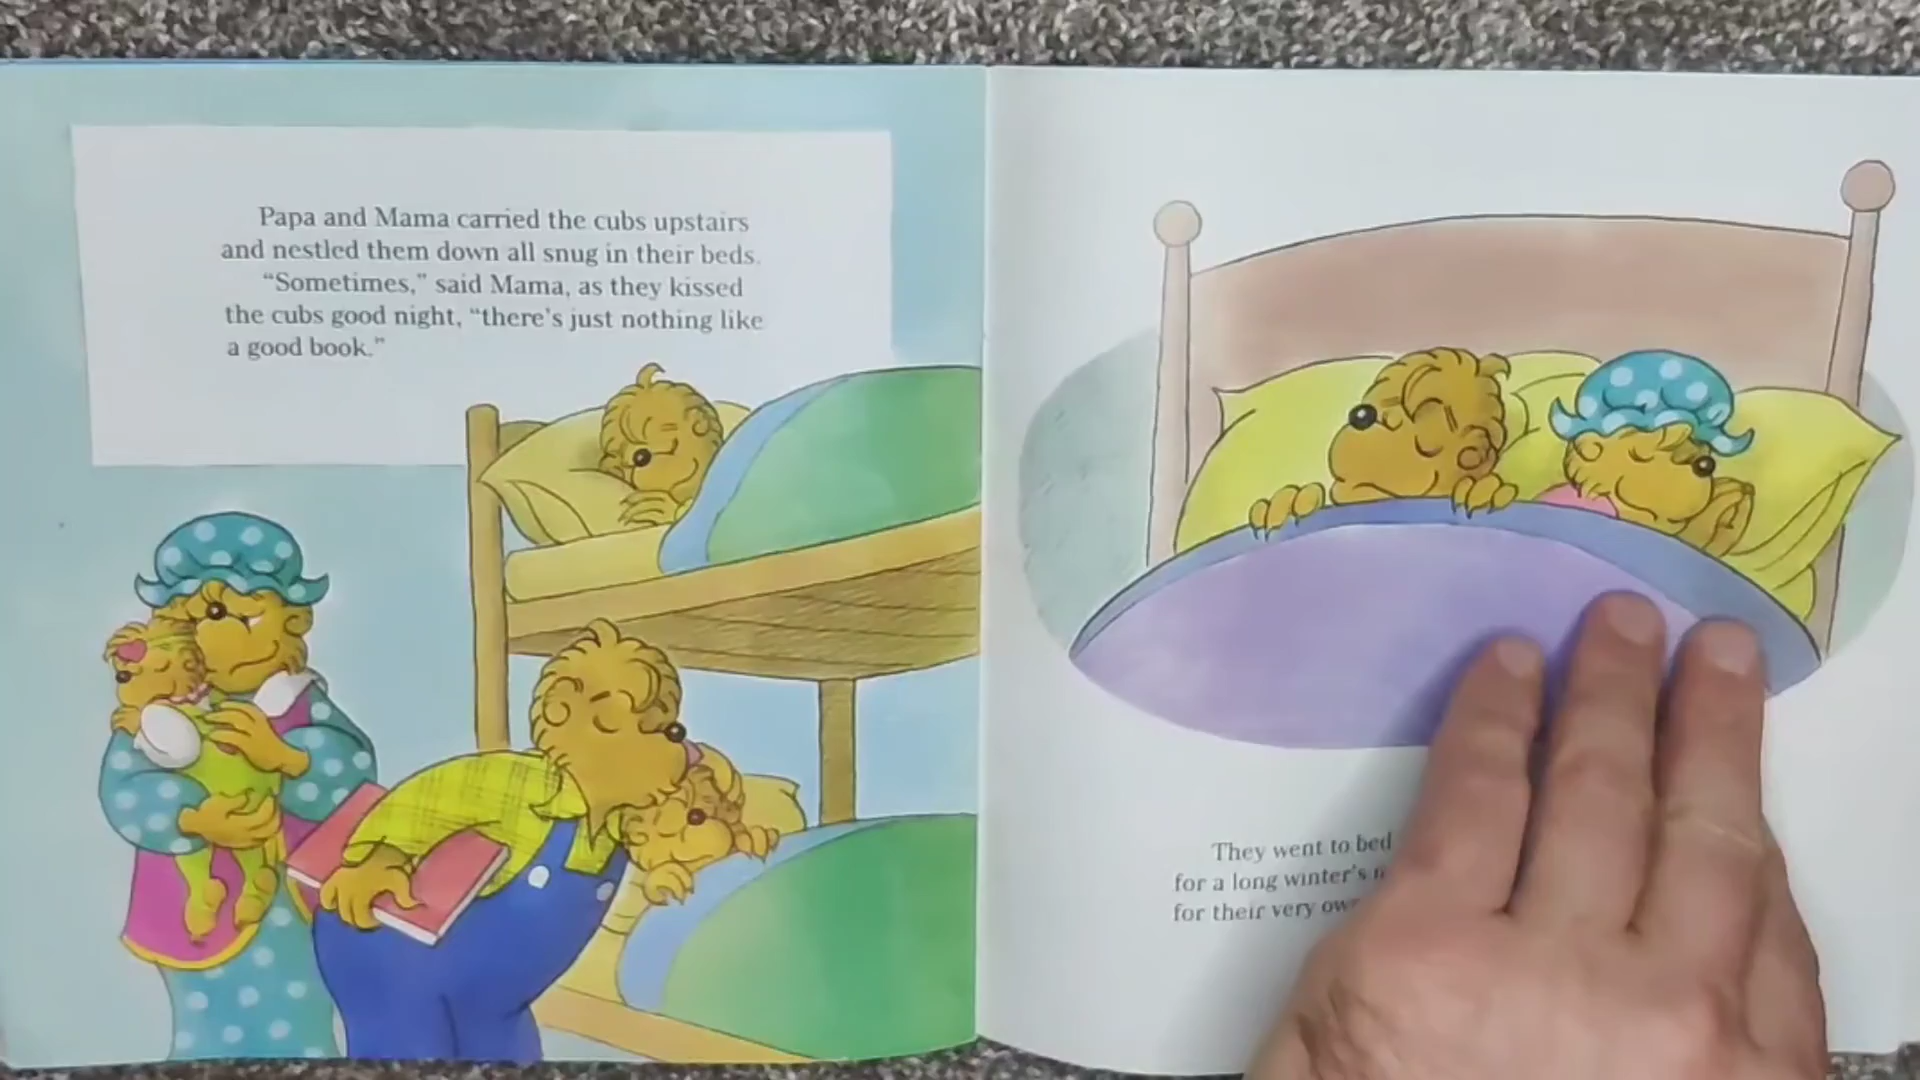 Papa and Mama carried the cubs upstairs
and nestled them down all snug in their beds.
“Sometimes,” said Mama, as they kissed
the cubs good night, “there’s just nothing like
a good book.”
They went to bed
for a long winter’s
for their very